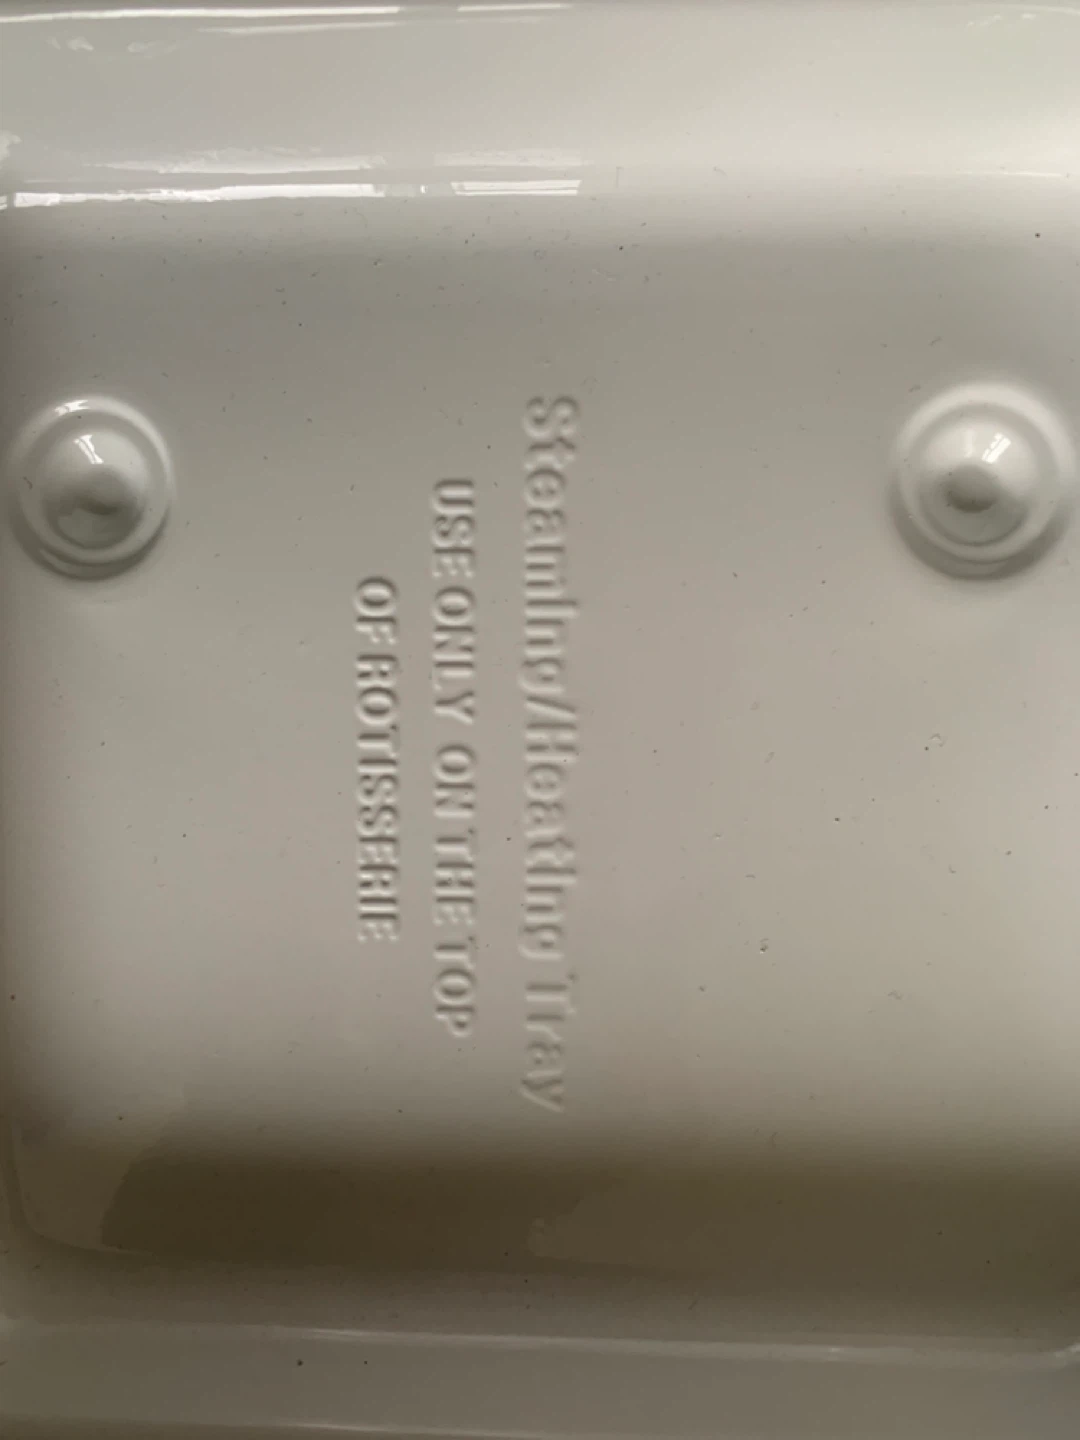 Steaming/Heating Tray
USE ONLY ON THE TOP
OF ROTISSERIE